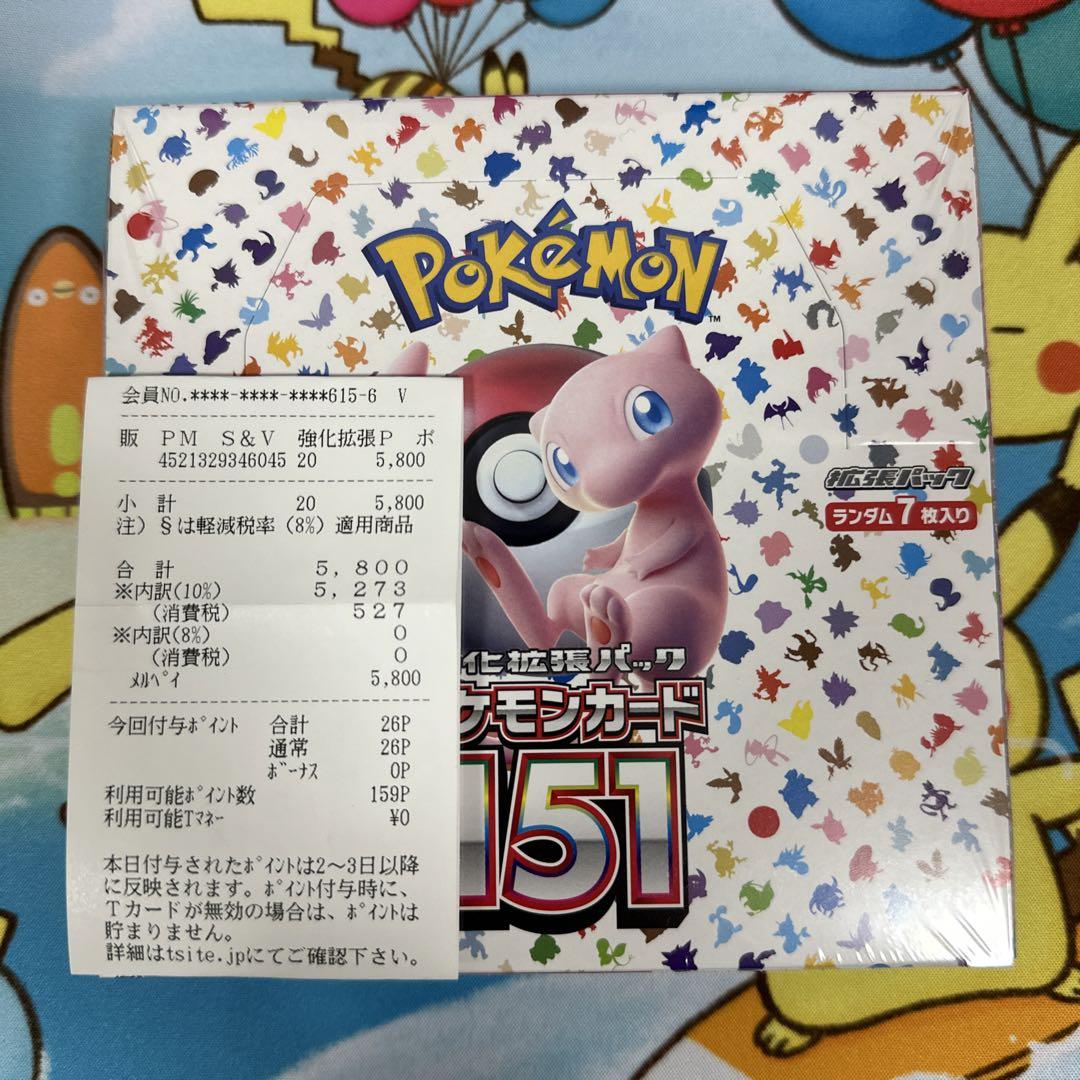 POKéMON
TM
拡張パック
ランダム7枚入り
化拡張パック
ケモンカード
151
会員NO.****-****-****615-6 V
販 PM S&V 強化拡張P ボ
4521329346045 20 5,800
小 計 20 5,800
注) §は軽減税率(8%)適用商品
合 計 5,800
※内訳(10%) 5,273
(消費税) 527
※内訳(8%) 0
(消費税) 0
メルペイ 5,800
今回付与ポイント 合計 26P
通常 26P
ボーナス 0P
利用可能ポイント数 159P
利用可能Tマネー ¥0
本日付与されたポイントは2~3日以降
に反映されます。ポイント付与時に、
Tカードが無効の場合は、ポイントは
貯まりません。
詳細はtsite.jpにてご確認下さい。